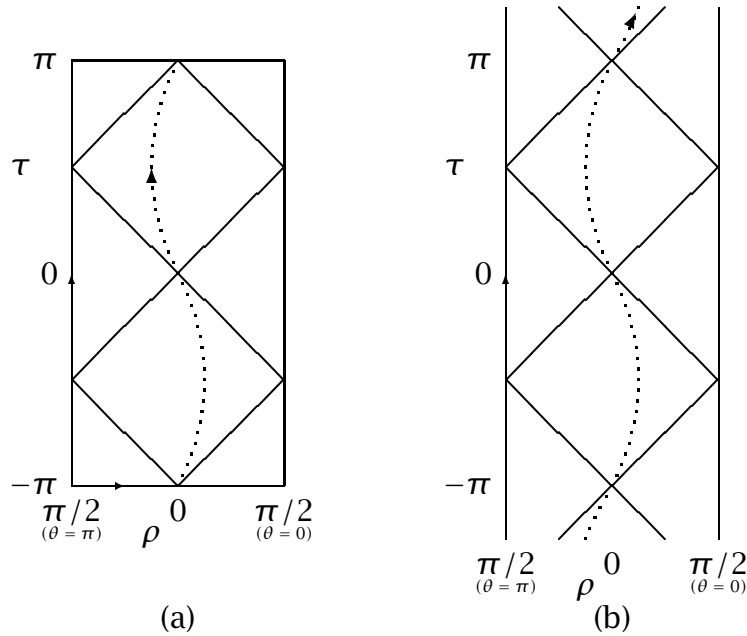 π
τ
0
−π
π/2 0 π/2
(θ = π) (θ = 0)
ρ
(a)
π
τ
0
−π
π/2 0 π/2
(θ = π) (θ = 0)
ρ
(b)